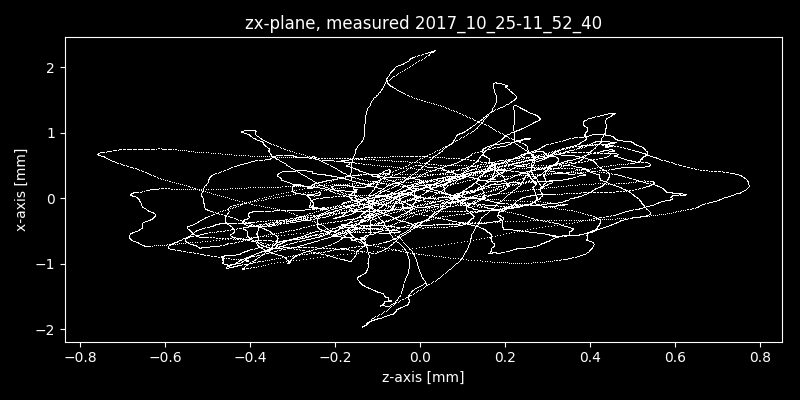 zx-plane, measured 2017_10_25-11_52_40
2
1
0
−1
−2
x-axis [mm]
−0.8 −0.6 −0.4 −0.2 0.0 0.2 0.4 0.6 0.8
z-axis [mm]